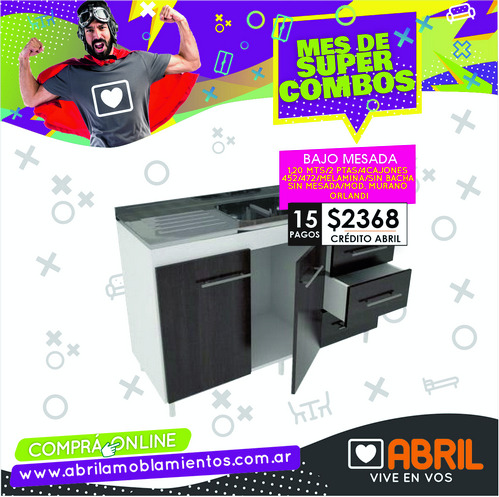 MES DE
SUPER
COMBOS
BAJO MESADA
1,20 MTS/2 PTAS/4CAJONES
452/472/MELAMINA/SIN BACHA
SIN MESADA/MOD. MURANO
ORLANDI
15
PAGOS
$2368
CRÉDITO ABRIL
COMPRÁ ONLINE
www.abrilamoblamientos.com.ar
ABRIL
VIVE EN VOS